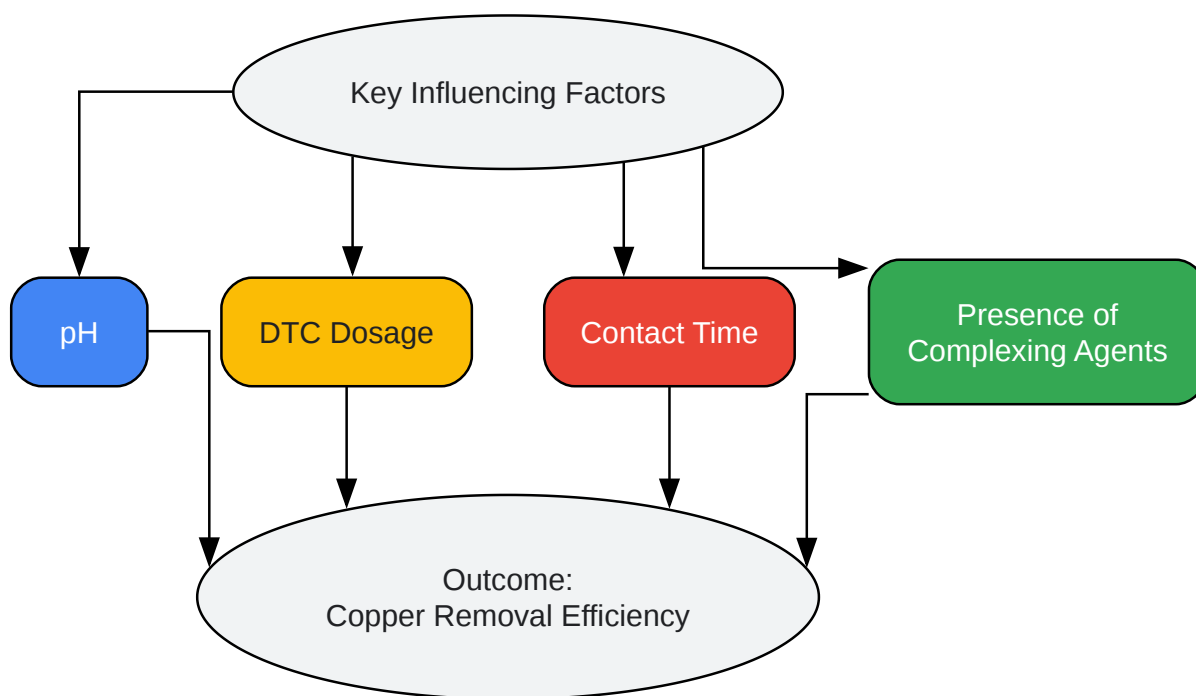 Key Influencing Factors
pH
DTC Dosage
Contact Time
Presence of
Complexing Agents
Outcome:
Copper Removal Efficiency